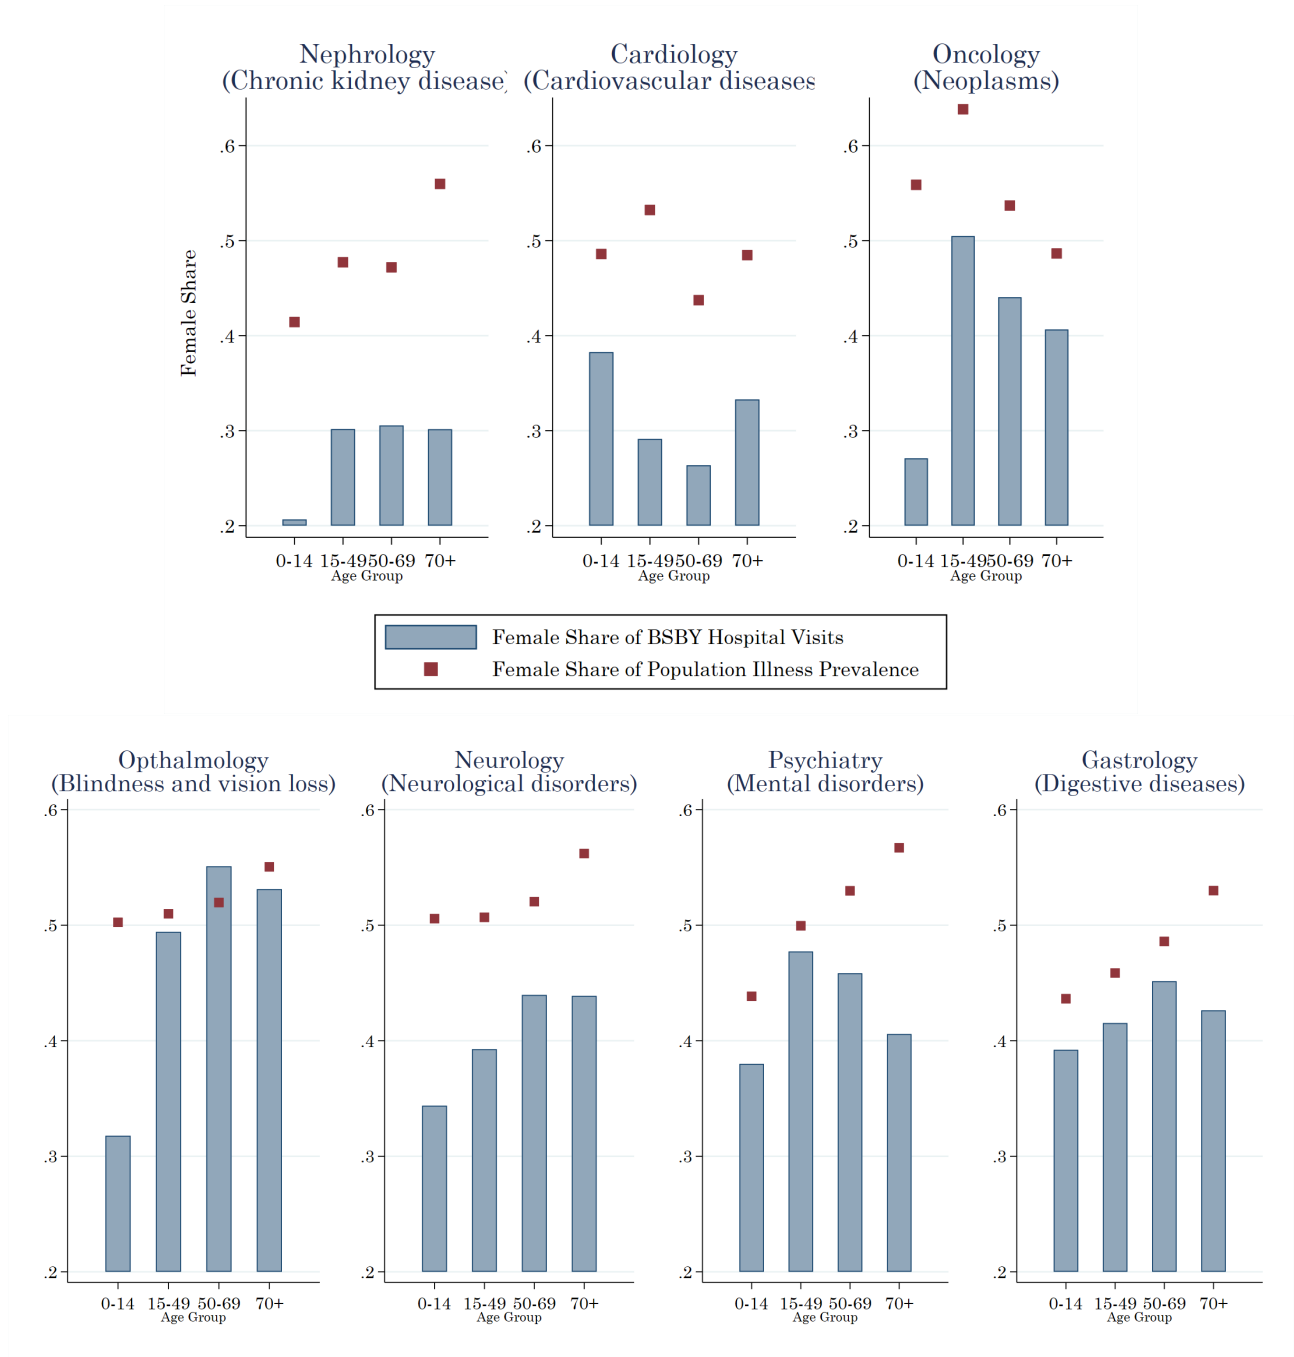 Nephrology
(Chronic kidney disease)
Cardiology
(Cardiovascular diseases
Oncology
(Neoplasms)
Female Share
.6
.5
.4
.3
.2
0-14 15-49 50-69 70+
Age Group
.6
.5
.4
.3
.2
0-14 15-49 50-69 70+
Age Group
.6
.5
.4
.3
.2
0-14 15-49 50-69 70+
Age Group
Female Share of BSBY Hospital Visits
Female Share of Population Illness Prevalence
Opthalmology
(Blindness and vision loss)
.6
.5
.4
.3
.2
0-14 15-49 50-69 70+
Age Group
Neurology
(Neurological disorders)
.6
.5
.4
.3
.2
0-14 15-49 50-69 70+
Age Group
Psychiatry
(Mental disorders)
.6
.5
.4
.3
.2
0-14 15-49 50-69 70+
Age Group
Gastrology
(Digestive diseases)
.6
.5
.4
.3
.2
0-14 15-49 50-69 70+
Age Group